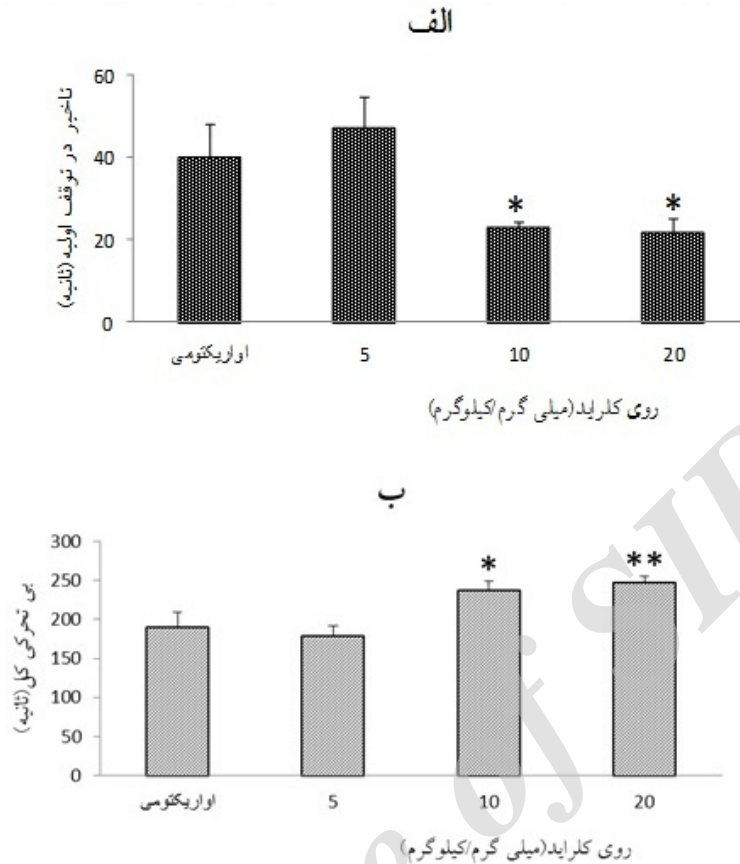 الف
تاخیر در توقف اولیه(ثانیه)
60
40
20
0
*
*
اواریکتومی 5 10 20
روی کلراید(میلی گرم/کیلوگرم)
ب
بی تحرکی کل(ثانیه)
300
250
200
150
100
50
0
*
**
اواریکتومی 5 10 20
روی کلراید(میلی گرم/کیلوگرم)
of SID